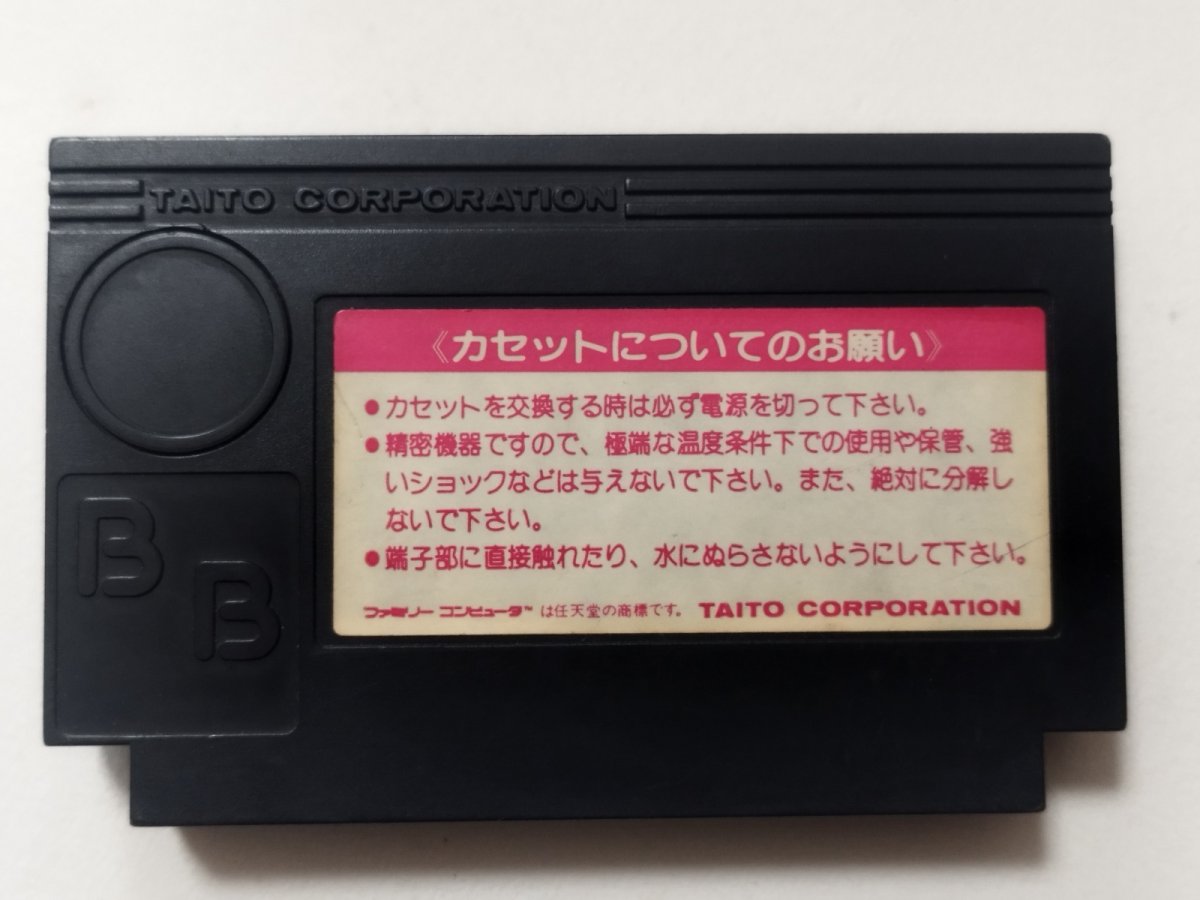 TAITO CORPORATION
《カセットについてのお願い》
●カセットを交換する時は必ず電源を切って下さい。
●精密機器ですので、極端な温度条件下での使用や保管、強
いショックなどは与えないで下さい。また、絶対に分解し
ないで下さい。
●端子部に直接触れたり、水にぬらさないようにして下さい。
ファミリーコンピュータ™は任天堂の商標です。 TAITO CORPORATION
B
B